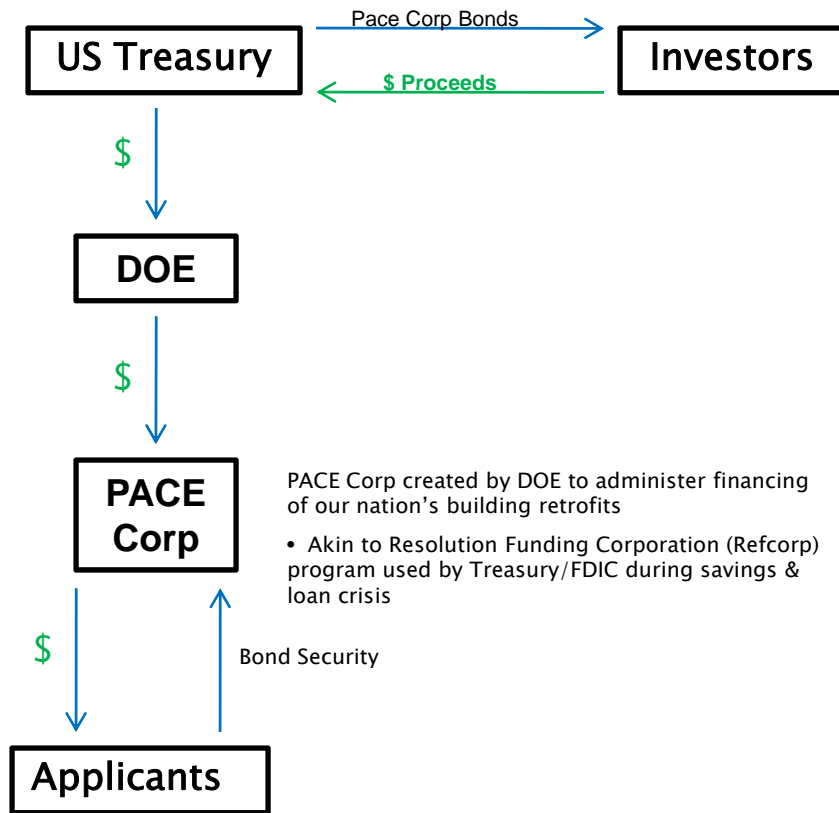 Pace Corp Bonds
US Treasury
Investors
$ Proceeds
$
DOE
$
PACE
Corp
PACE Corp created by DOE to administer financing
of our nation’s building retrofits
• Akin to Resolution Funding Corporation (Refcorp)
program used by Treasury/FDIC during savings &
loan crisis
$
Bond Security
Applicants